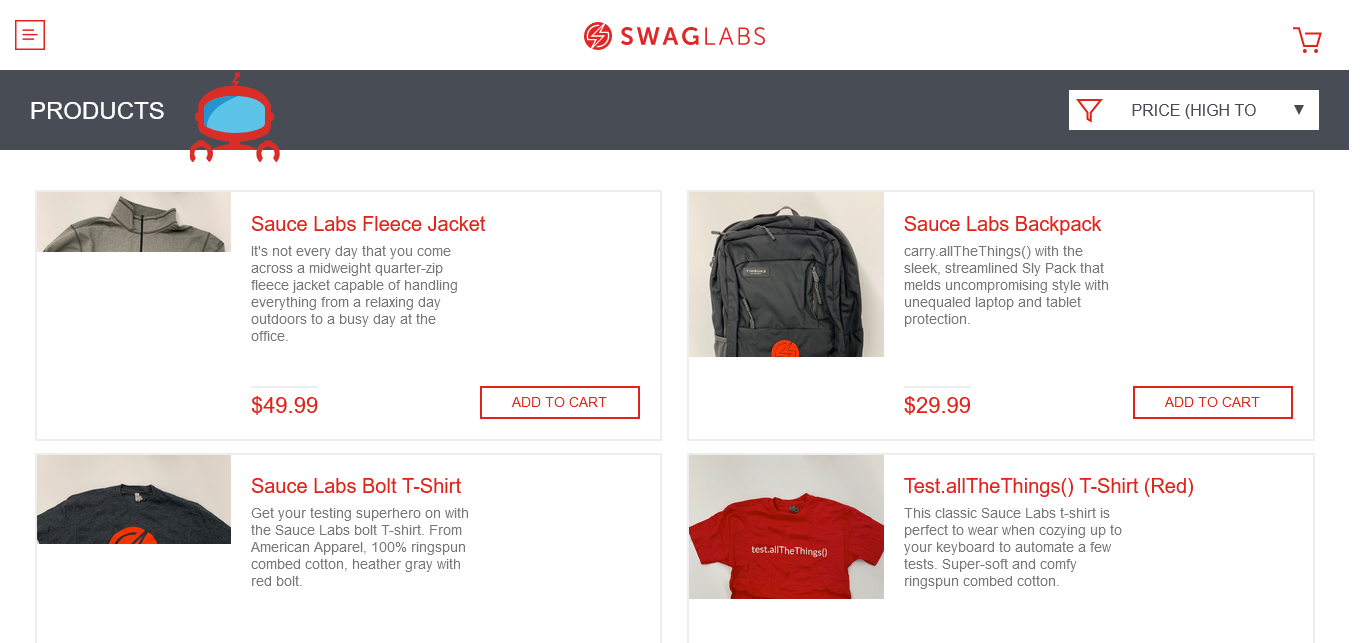 SWAGLABS
PRODUCTS
PRICE (HIGH TO
Sauce Labs Fleece Jacket
It's not every day that you come
across a midweight quarter-zip
fleece jacket capable of handling
everything from a relaxing day
outdoors to a busy day at the
office.
$49.99
ADD TO CART
Sauce Labs Backpack
carry.allTheThings() with the
sleek, streamlined Sly Pack that
melds uncompromising style with
unequaled laptop and tablet
protection.
$29.99
ADD TO CART
Sauce Labs Bolt T-Shirt
Get your testing superhero on with
the Sauce Labs bolt T-shirt. From
American Apparel, 100% ringspun
combed cotton, heather gray with
red bolt.
test.allTheThings()
Test.allTheThings() T-Shirt (Red)
This classic Sauce Labs t-shirt is
perfect to wear when cozying up to
your keyboard to automate a few
tests. Super-soft and comfy
ringspun combed cotton.